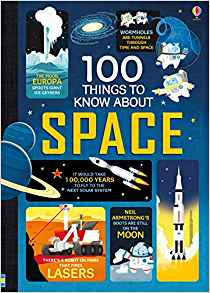 WORMHOLES
ARE TUNNELS
THROUGH
TIME AND SPACE
THE MOON
EUROPA
SPOUTS GIANT
ICE GEYSERS
100
THINGS TO
KNOW ABOUT
SPACE
IT WOULD TAKE
100,000 YEARS
TO FLY TO THE
NEXT SOLAR SYSTEM
NEIL
ARMSTRONG'S
BOOTS ARE STILL
ON
THE MOON
THERE'S A ROBOT ON MARS
THAT FIRES
LASERS